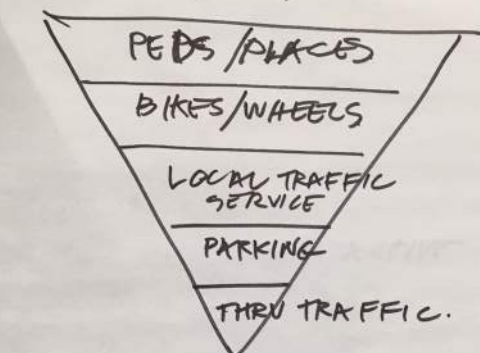 PEDS/PLACES
BIKES/WHEELS
LOCAL TRAFFIC
SERVICE
PARKING
THRU TRAFFIC.